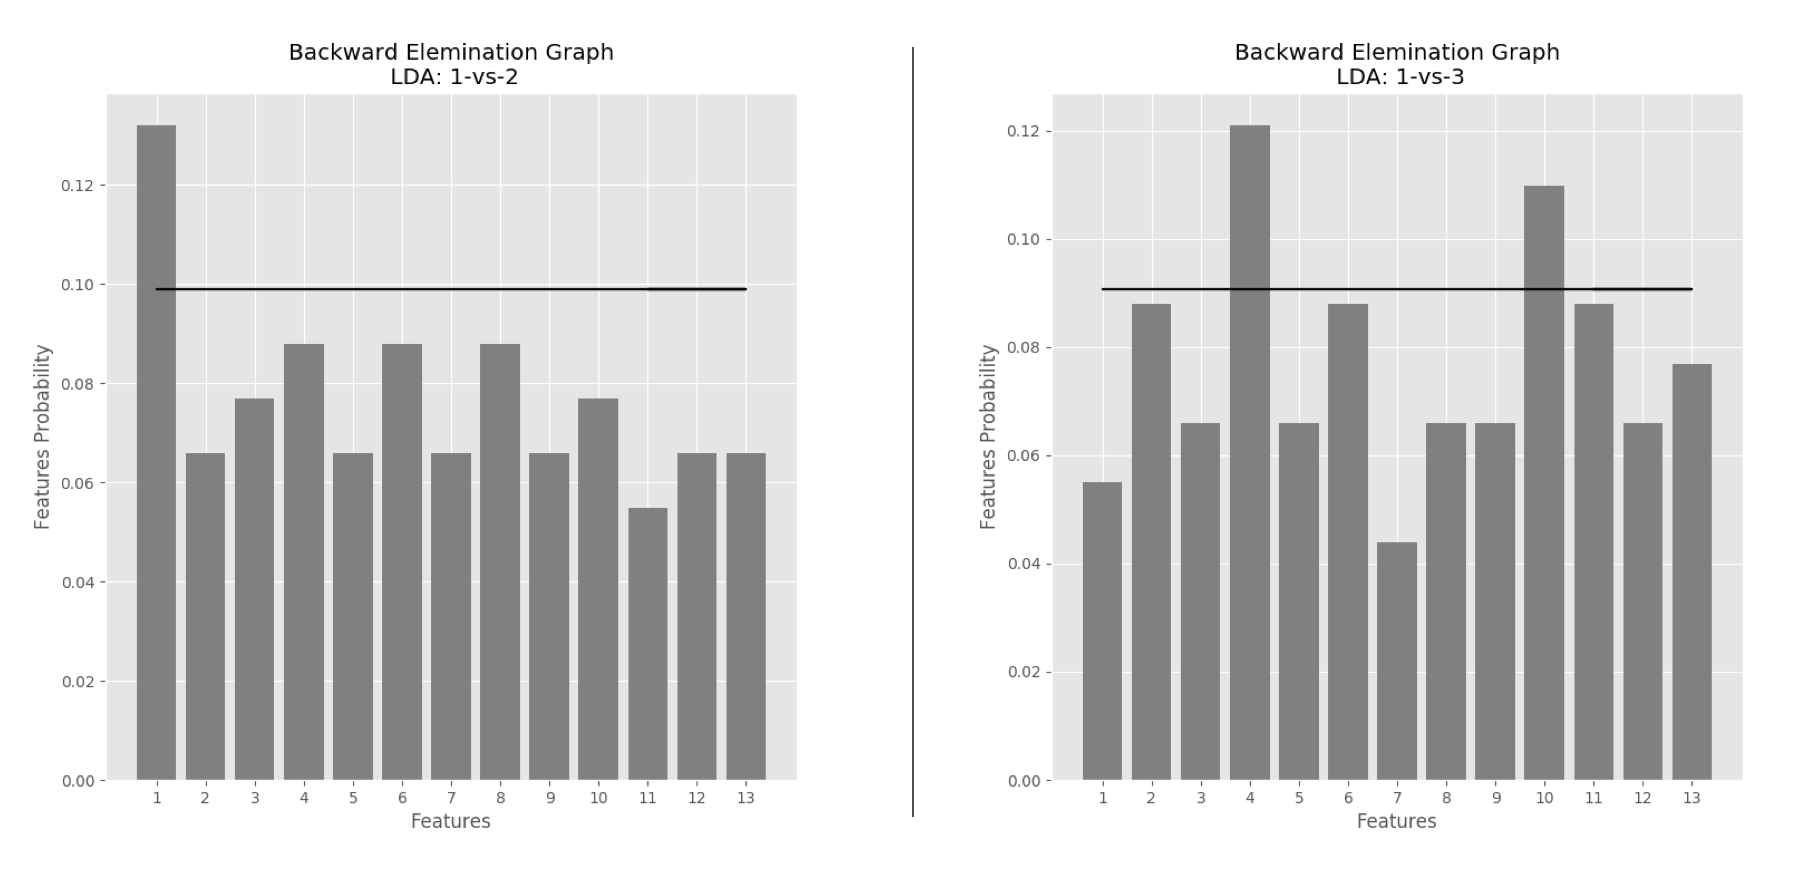 Backward Elemination Graph
LDA: 1-vs-2
Features Probability
0.12
0.10
0.08
0.06
0.04
0.02
0.00
1 2 3 4 5 6 7 8 9 10 11 12 13
Features
Backward Elemination Graph
LDA: 1-vs-3
Features Probability
0.12
0.10
0.08
0.06
0.04
0.02
0.00
1 2 3 4 5 6 7 8 9 10 11 12 13
Features